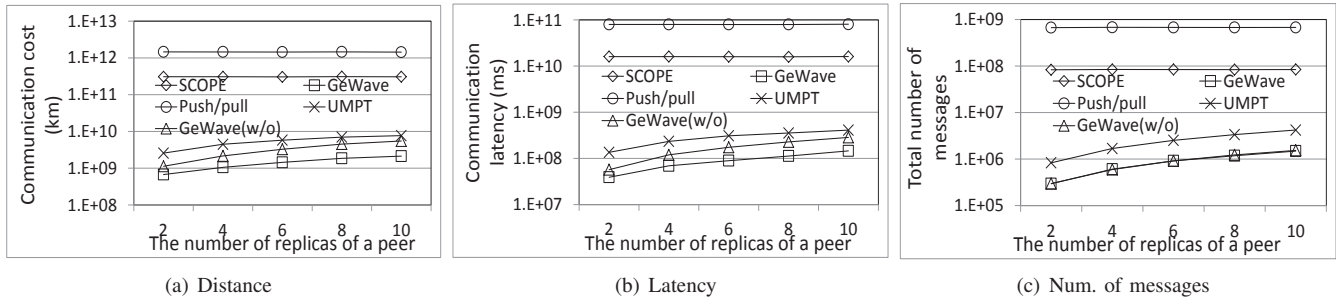 Communication cost
(km)
1.E+13
1.E+12
1.E+11
1.E+10
1.E+09
1.E+08
SCOPE GeWave
Push/pull UMPT
GeWave(w/o)
2 4 6 8 10
The number of replicas of a peer
(a) Distance
Communication
latency (ms)
1.E+11
1.E+10
1.E+09
1.E+08
1.E+07
SCOPE GeWave
Push/pull UMPT
GeWave(w/o)
2 4 6 8 10
The number of replicas of a peer
(b) Latency
Total number of
messages
1.E+09
1.E+08
1.E+07
1.E+06
1.E+05
SCOPE GeWave
Push/pull UMPT
GeWave(w/o)
2 4 6 8 10
The number of replicas of a peer
(c) Num. of messages